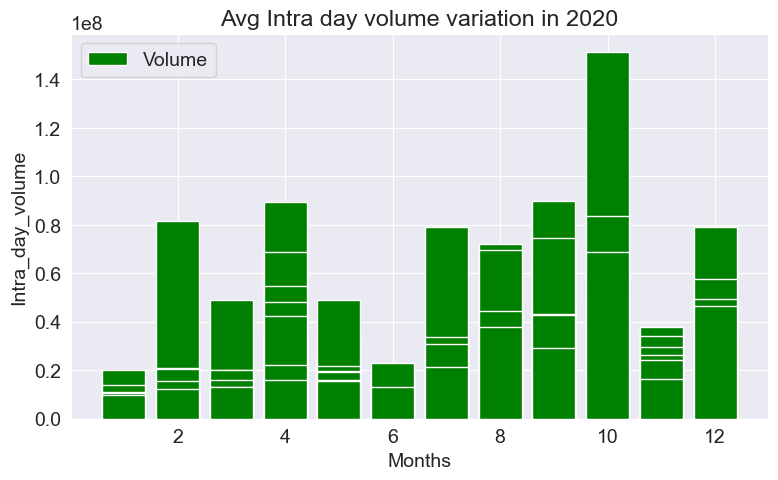 Avg Intra day volume variation in 2020
1e8
Volume
1.4
1.2
1.0
0.8
0.6
0.4
0.2
0.0
Intra_day_volume
2 4 6 8 10 12
Months